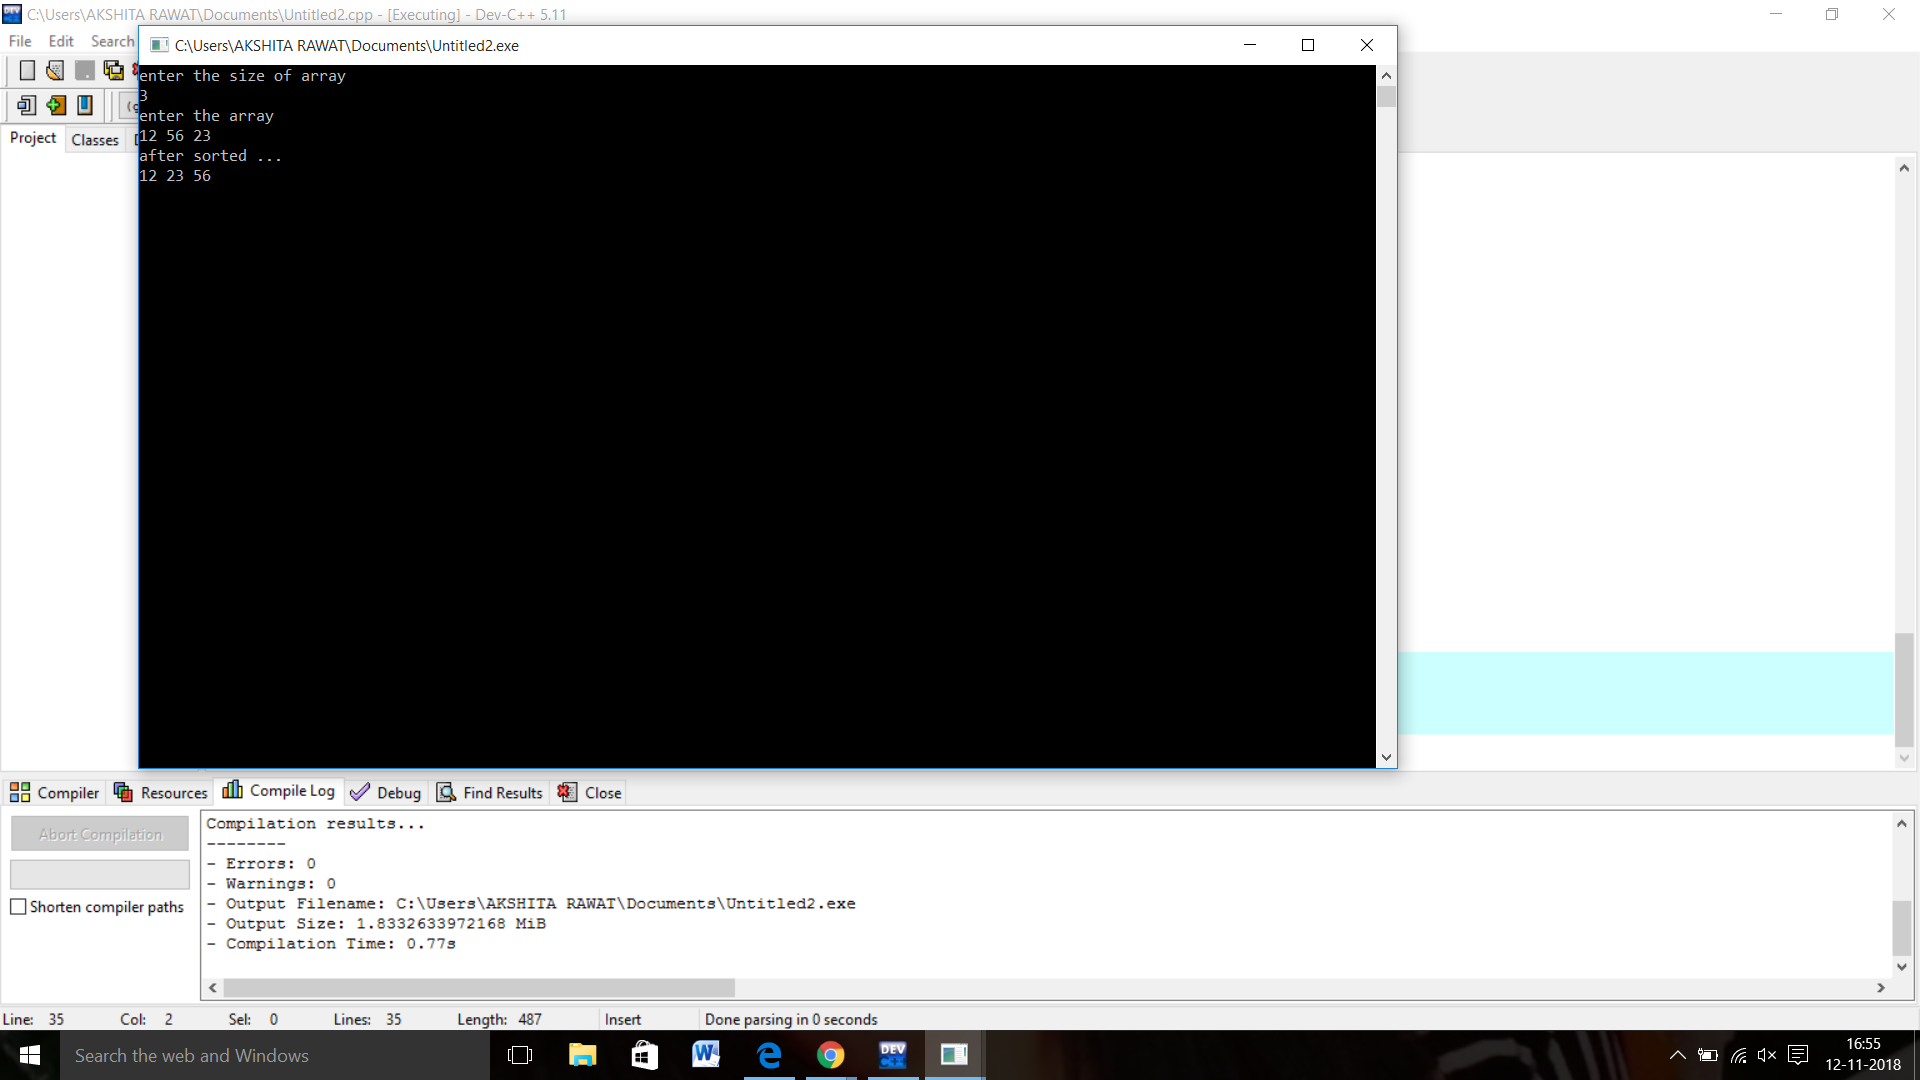 C:\Users\AKSHITA RAWAT\Documents\Untitled2.cpp - [Executing] - Dev-C++ 5.11
File Edit Search
C:\Users\AKSHITA RAWAT\Documents\Untitled2.exe
enter the size of array
3
enter the array
12 56 23
after sorted ...
12 23 56
(g
Project Classes
Compiler Resources Compile Log Debug Find Results Close
Abort Compilation
Shorten compiler paths
Compilation results...
--------
- Errors: 0
- Warnings: 0
- Output Filename: C:\Users\AKSHITA RAWAT\Documents\Untitled2.exe
- Output Size: 1.8332633972168 MiB
- Compilation Time: 0.77s
Line: 35 Col: 2 Sel: 0 Lines: 35 Length: 487 Insert Done parsing in 0 seconds
Search the web and Windows
DEV
C++
16:55
12-11-2018